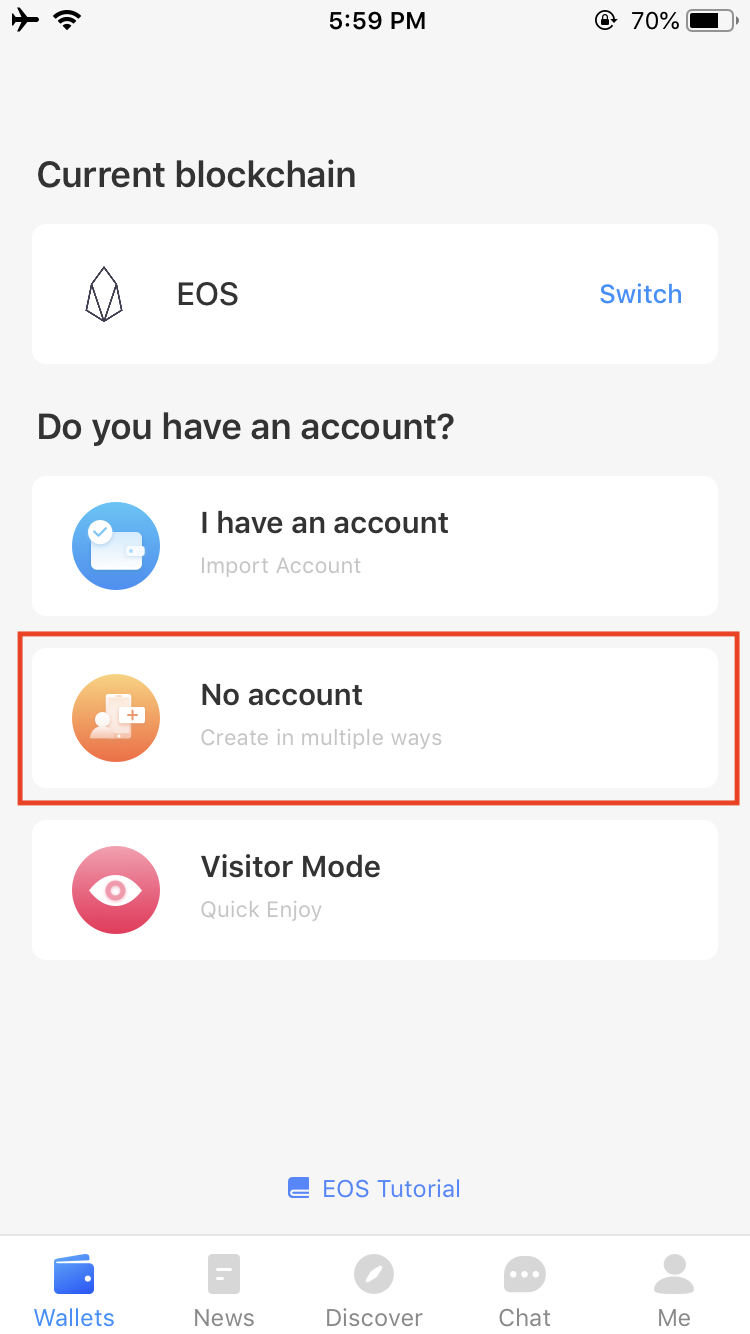 5:59 PM
70%
Current blockchain
EOS
Switch
Do you have an account?
I have an account
Import Account
No account
Create in multiple ways
Visitor Mode
Quick Enjoy
EOS Tutorial
Wallets
News
Discover
Chat
Me